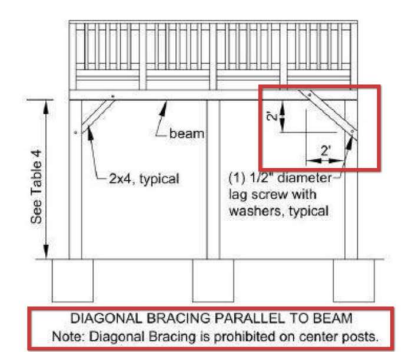 2'
beam
2'
2x4, typical
(1) 1/2" diameter
lag screw with
washers, typical
See Table 4
DIAGONAL BRACING PARALLEL TO BEAM
Note: Diagonal Bracing is prohibited on center posts.